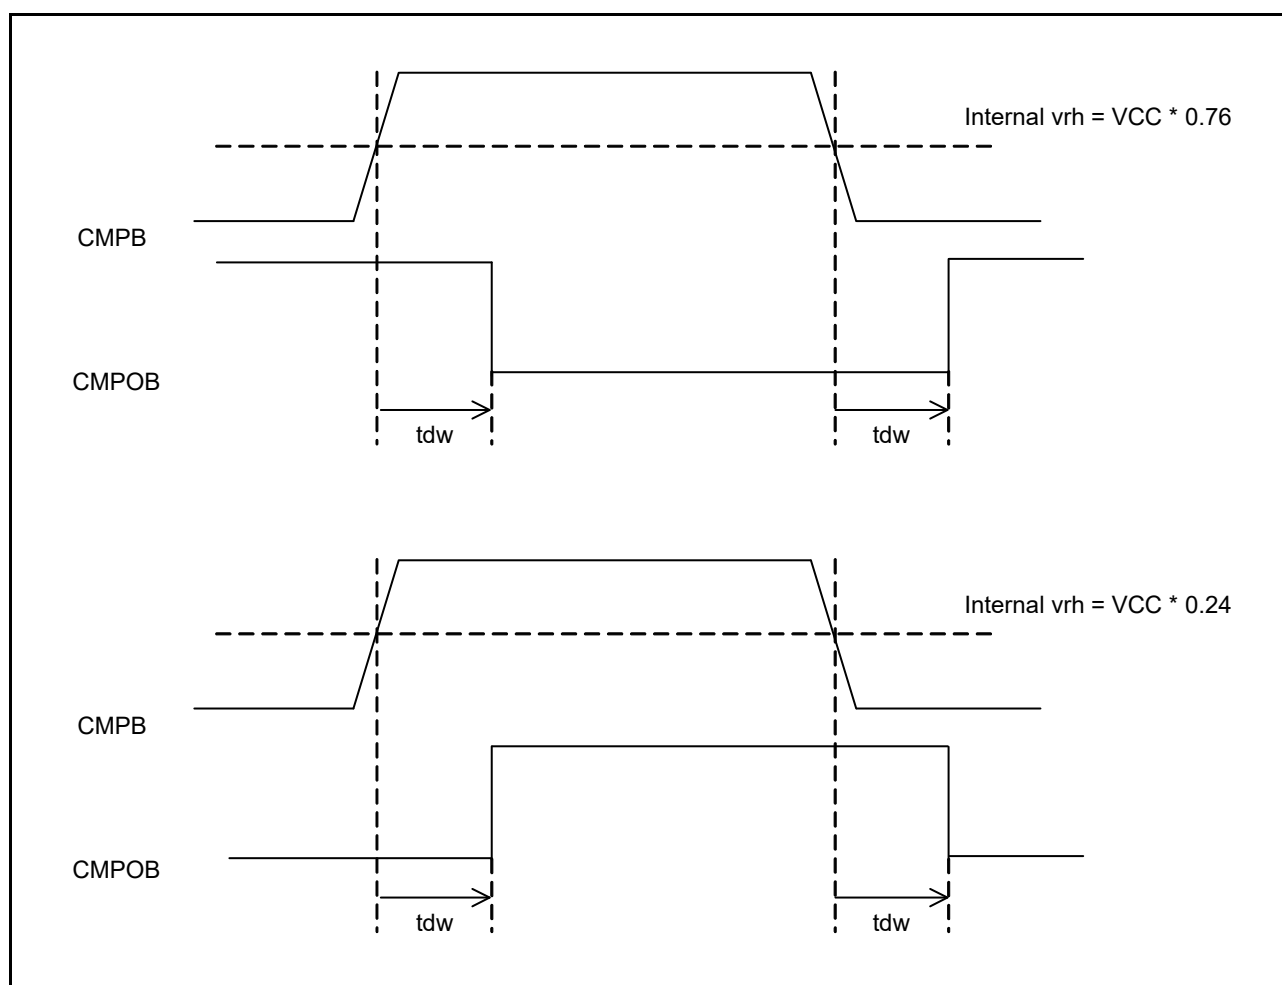 Internal vrh = VCC * 0.76
CMPB
CMPOB
tdw
tdw
Internal vrh = VCC * 0.24
CMPB
CMPOB
tdw
tdw